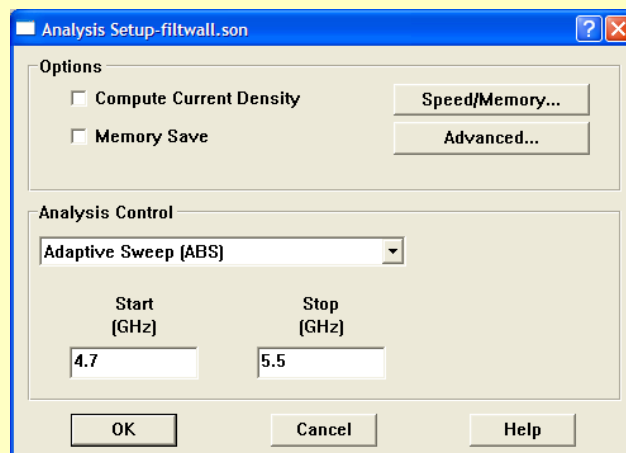 Analysis Setup-filtwall.son
Options
Compute Current Density
Speed/Memory...
Memory Save
Advanced...
Analysis Control
Adaptive Sweep (ABS)
Start
(GHz)
Stop
(GHz)
4.7
5.5
OK
Cancel
Help